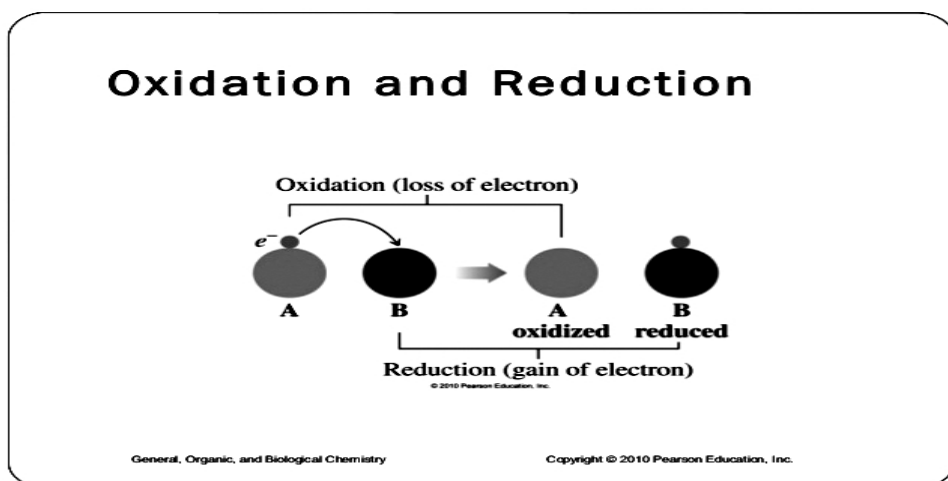 Oxidation and Reduction
Oxidation (loss of electron)
e⁻
A B A B
oxidized reduced
Reduction (gain of electron)
© 2010 Pearson Education, Inc.
General, Organic, and Biological Chemistry Copyright © 2010 Pearson Education, Inc.